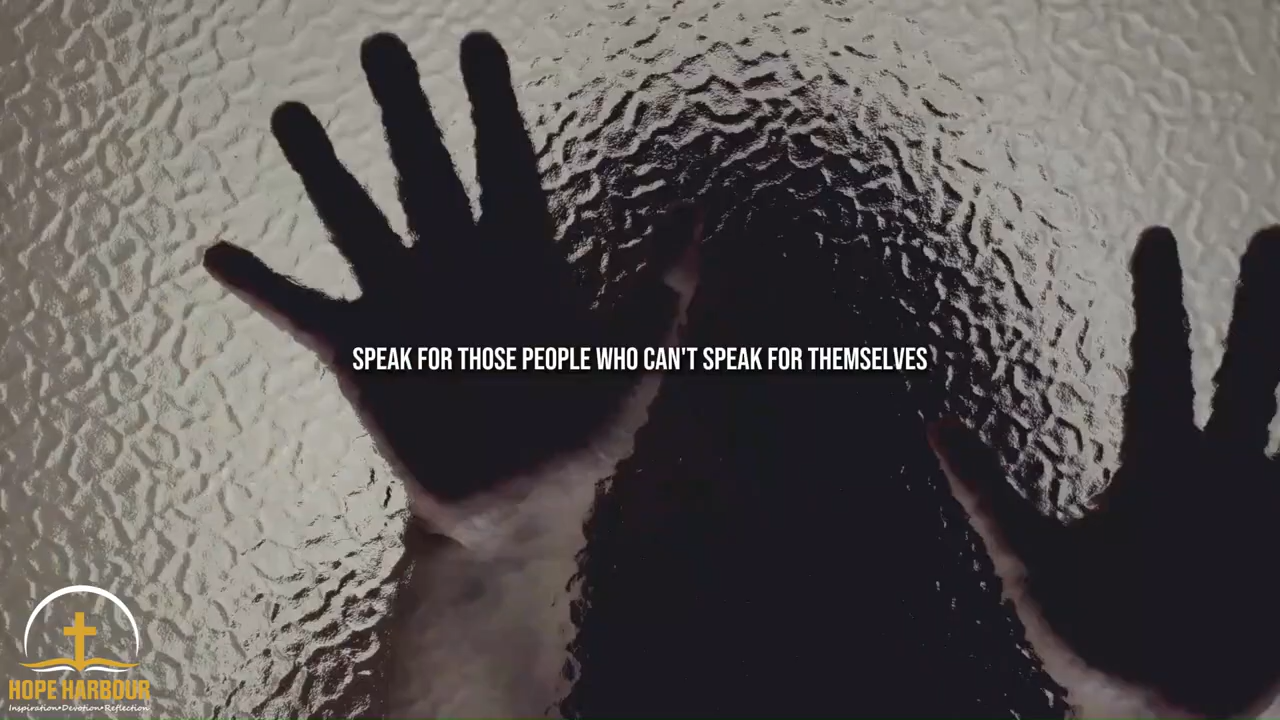 SPEAK FOR THOSE PEOPLE WHO CAN'T SPEAK FOR THEMSELVES
HOPE HARBOUR
Inspiration•Devotion•Reflection